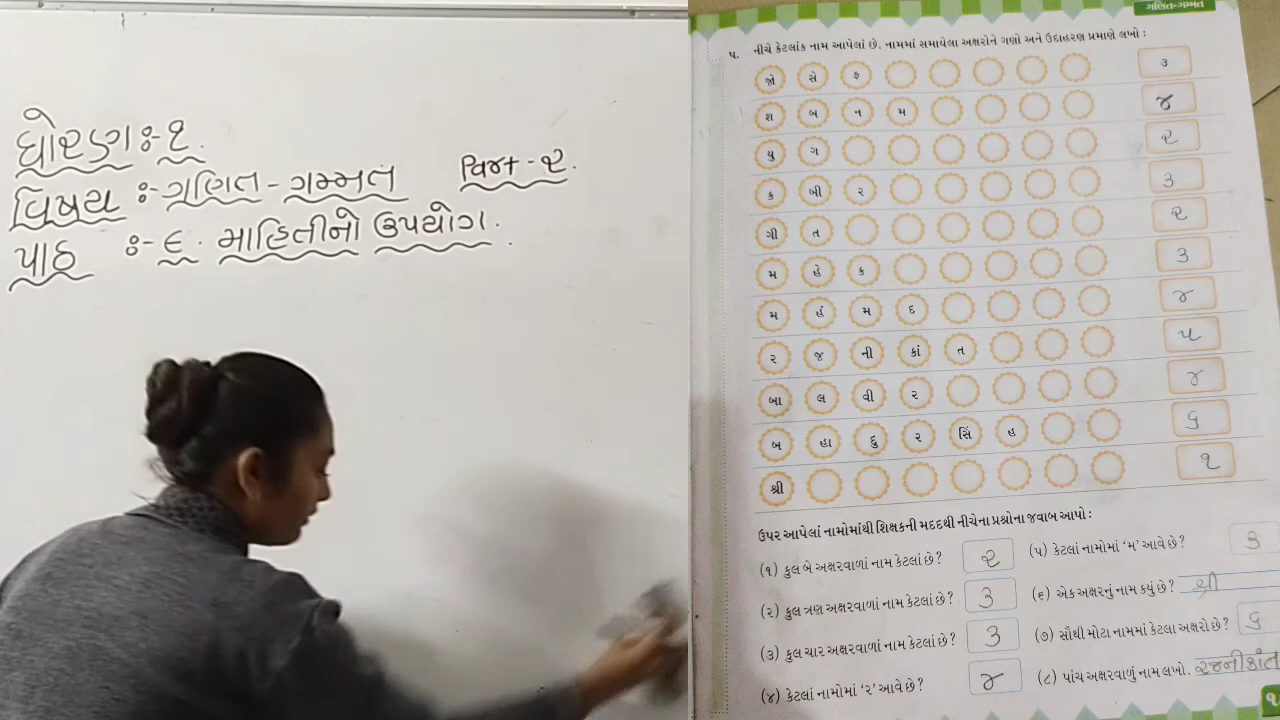 ધોરણ :- ૧.
વિષય :- ગણિત - ગમ્મત વિભાગ - ૨.
પાઠ :- ૯. માહિતીનો ઉપયોગ.
ગણિત-ગમ્મત
૫. નીચે કેટલાંક નામ આપેલાં છે. નામમાં સમાયેલા અક્ષરોને ગણો અને ઉદાહરણ પ્રમાણે લખો :
જો સે ફ ૩
શ બ ન મ ૪
યુ ગ ૨
ક બી ર ૩
ગી ત ૨
મ હે ક ૩
મ હં મ દ ૪
ર જ ની કાં ત ૫
બા લ વી ર ૪
બ હા દુ ર સિં હ ૬
શ્રી ૧
ઉપર આપેલાં નામોમાંથી શિક્ષકની મદદથી નીચેના પ્રશ્નોના જવાબ આપો :
(૧) કુલ બે અક્ષરવાળાં નામ કેટલાં છે? ૨
(૨) કુલ ત્રણ અક્ષરવાળાં નામ કેટલાં છે? ૩
(૩) કુલ ચાર અક્ષરવાળાં નામ કેટલાં છે? ૩
(૪) કેટલાં નામોમાં ‘ર’ આવે છે? ૪
(૫) કેટલાં નામોમાં ‘મ’ આવે છે? ૩
(૬) એક અક્ષરનું નામ કયું છે? શ્રી
(૭) સૌથી મોટા નામમાં કેટલા અક્ષરો છે? ૬
(૮) પાંચ અક્ષરવાળું નામ લખો. રજનીકાંત